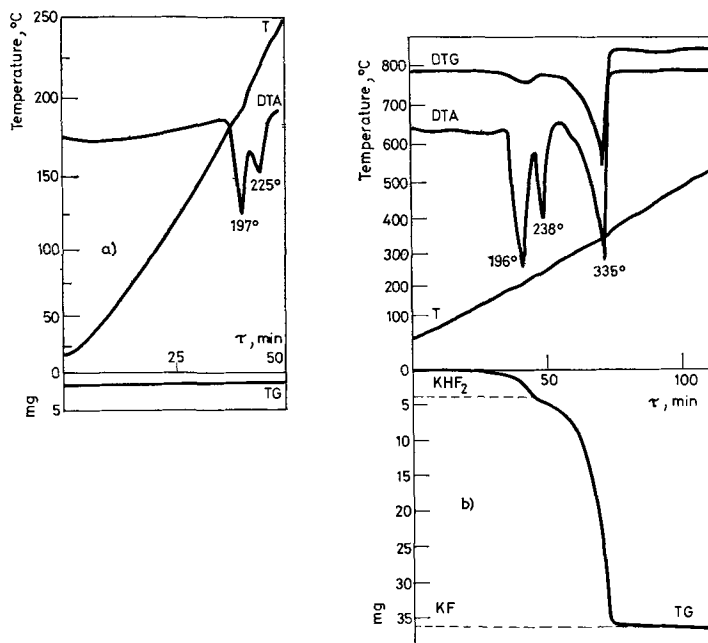 250
T
200
DTA
150
197°
225°
a)
100
50
τ, min
25
50
0
TG
5
mg
Temperature, °C
800
DTG
700
DTA
600
500
400
238°
300
196°
335°
200
T
100
Temperature, °C
0
KHF₂
50
100
τ, min
5
10
15
20
b)
25
30
35
KF
TG
mg